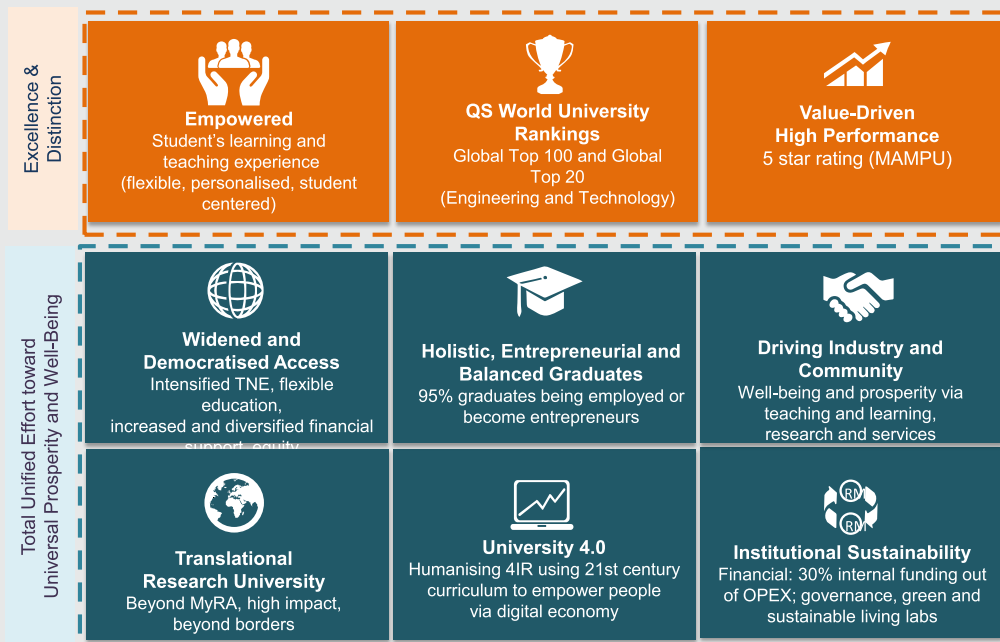 Excellence &
Distinction
Empowered
Student's learning and
teaching experience
(flexible, personalised, student
centered)
QS World University
Rankings
Global Top 100 and Global
Top 20
(Engineering and Technology)
Value-Driven
High Performance
5 star rating (MAMPU)
Total Unified Effort toward
Universal Prosperity and Well-Being
Widened and
Democratised Access
Intensified TNE, flexible
education,
increased and diversified financial
support, equity
Holistic, Entrepreneurial and
Balanced Graduates
95% graduates being employed or
become entrepreneurs
Driving Industry and
Community
Well-being and prosperity via
teaching and learning,
research and services
Translational
Research University
Beyond MyRA, high impact,
beyond borders
University 4.0
Humanising 4IR using 21st century
curriculum to empower people
via digital economy
RM
RM
Institutional Sustainability
Financial: 30% internal funding out
of OPEX; governance, green and
sustainable living labs